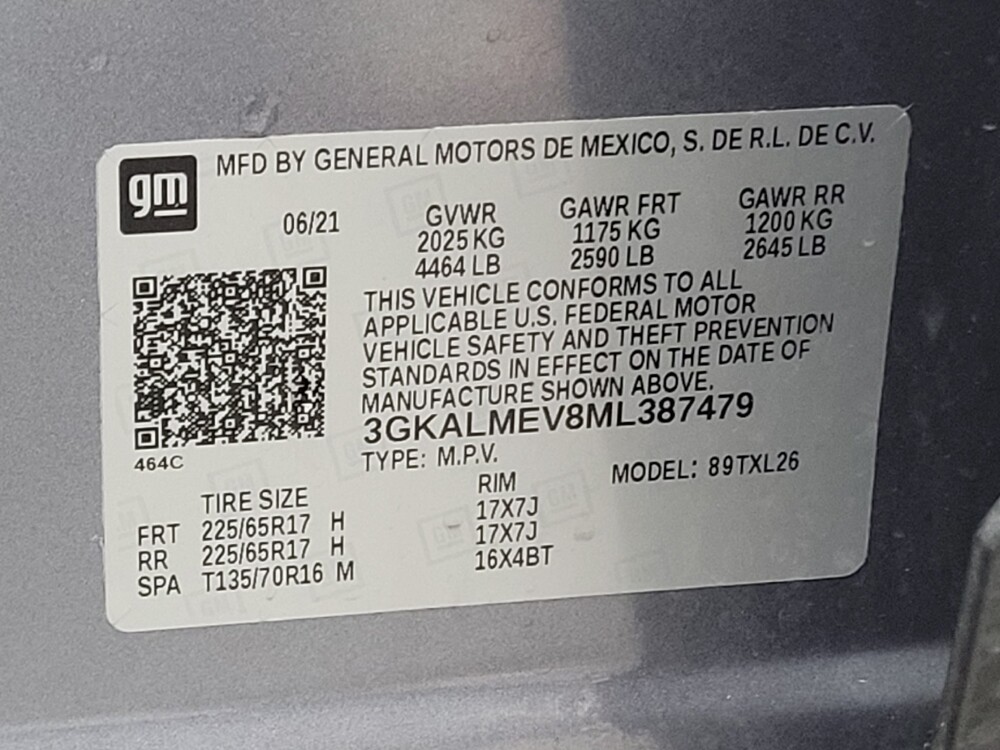 gm
MFD BY GENERAL MOTORS DE MEXICO, S. DE R.L. DE C.V.
06/21 GVWR GAWR FRT GAWR RR
2025 KG 1175 KG 1200 KG
4464 LB 2590 LB 2645 LB
THIS VEHICLE CONFORMS TO ALL
APPLICABLE U.S. FEDERAL MOTOR
VEHICLE SAFETY AND THEFT PREVENTION
STANDARDS IN EFFECT ON THE DATE OF
MANUFACTURE SHOWN ABOVE.
3GKALMEV8ML387479
464C
TYPE: M.P.V. MODEL: 89TXL26
TIRE SIZE RIM
FRT 225/65R17 H 17X7J
RR 225/65R17 H 17X7J
SPA T135/70R16 M 16X4BT